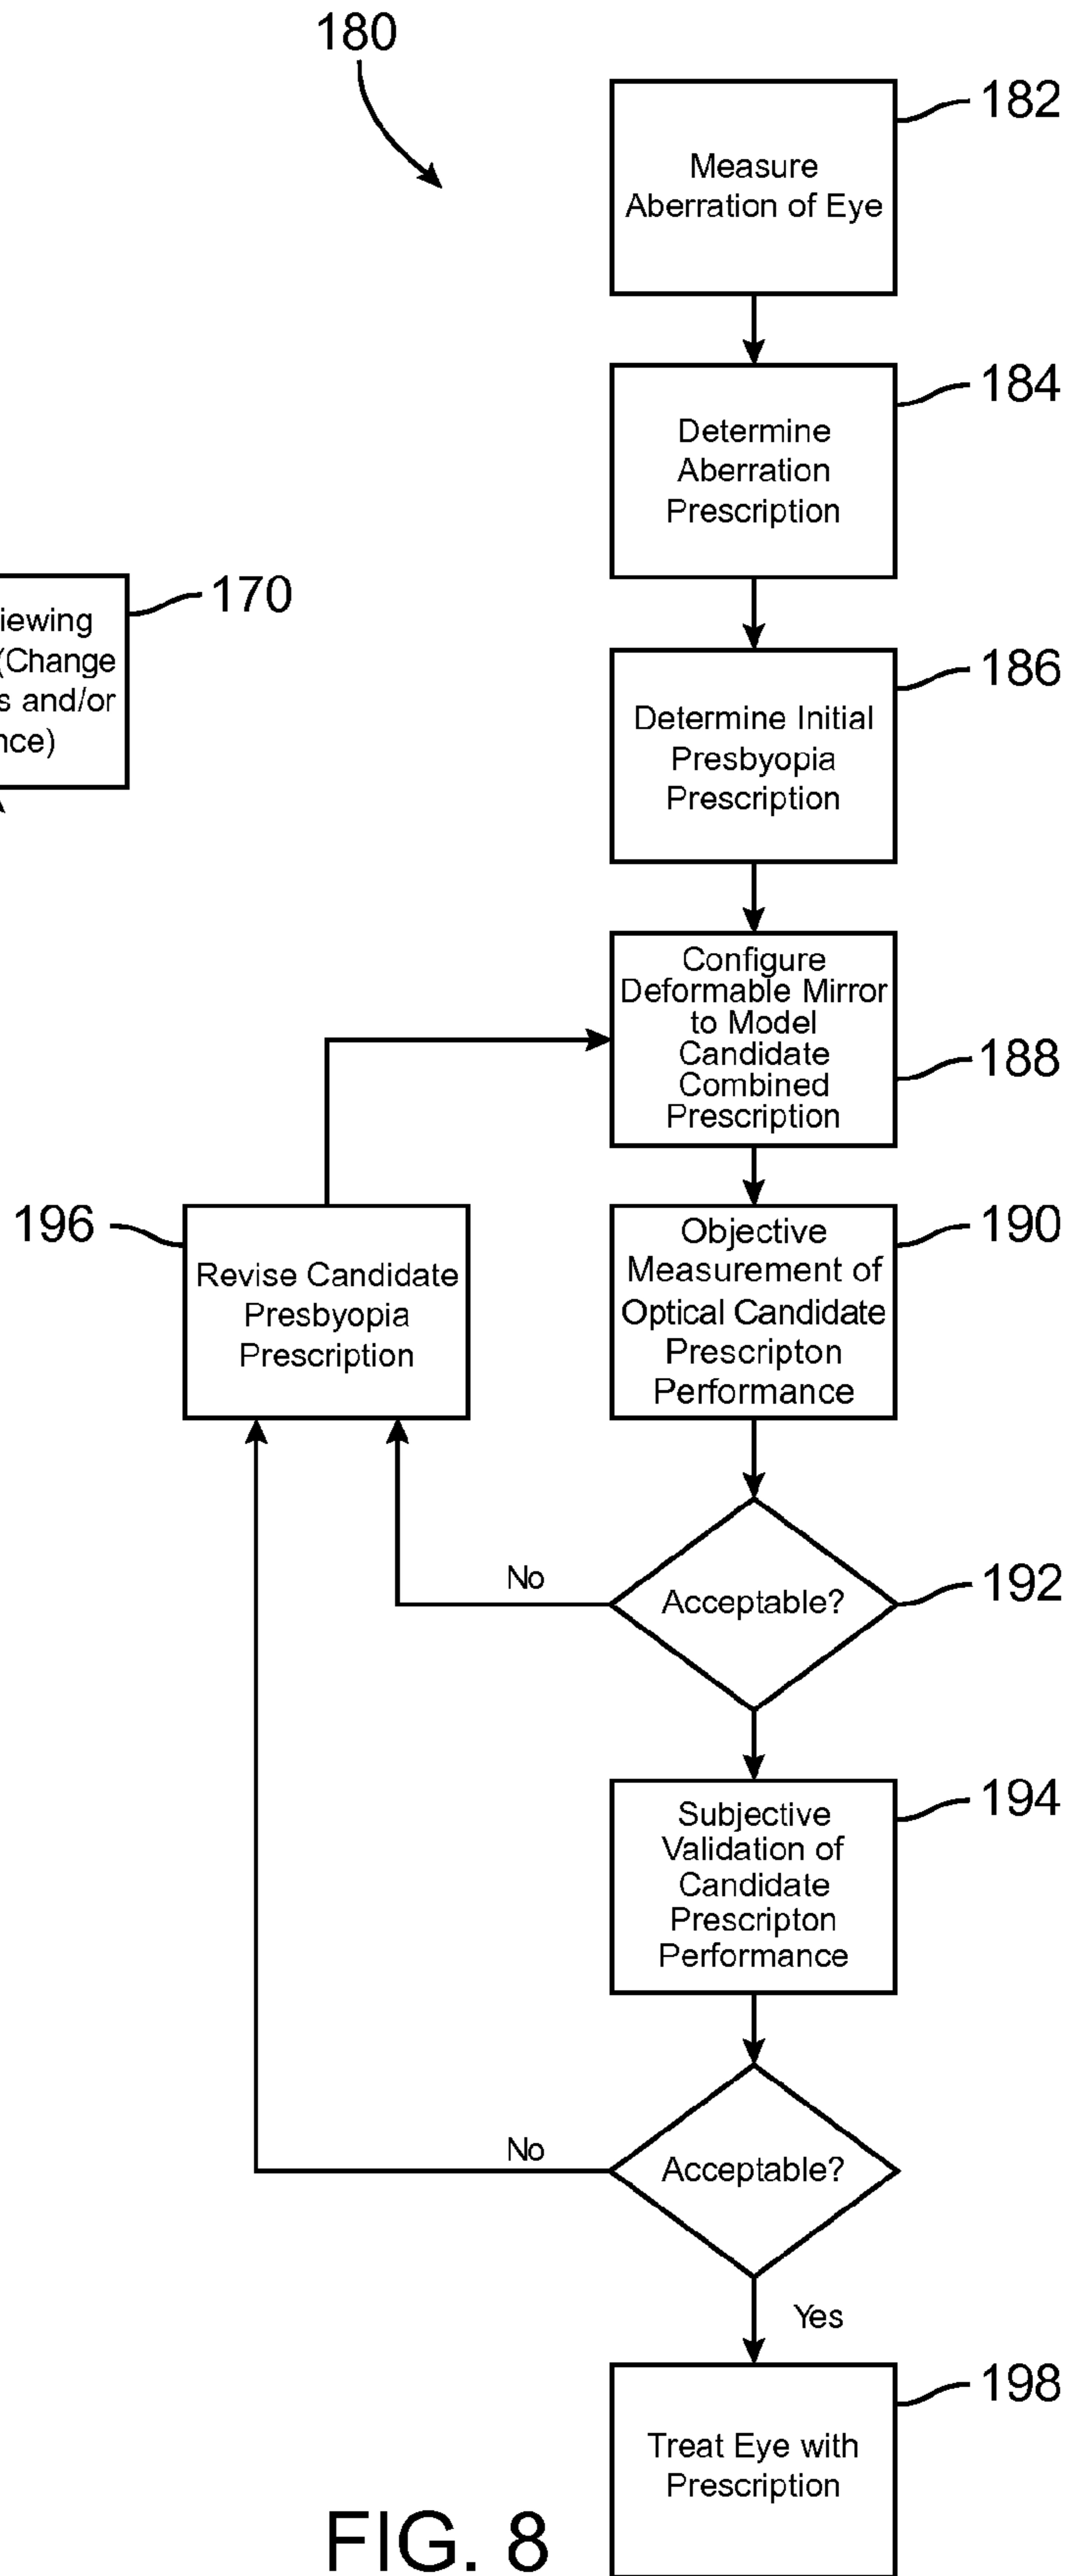 180
182
Measure
Aberration of Eye
184
Determine
Aberration
Prescription
170
(Change
and/or
186
Determine Initial
Presbyopia
Prescription
Configure
Deformable Mirror
to Model
Candidate
Combined
Prescription
188
196
Revise Candidate
Presbyopia
Prescription
190
Objective
Measurement of
Optical Candidate
Prescripton
Performance
No
Acceptable?
192
194
Subjective
Validation of
Candidate
Prescripton
Performance
No
Acceptable?
Yes
198
Treat Eye with
Prescription
FIG. 8